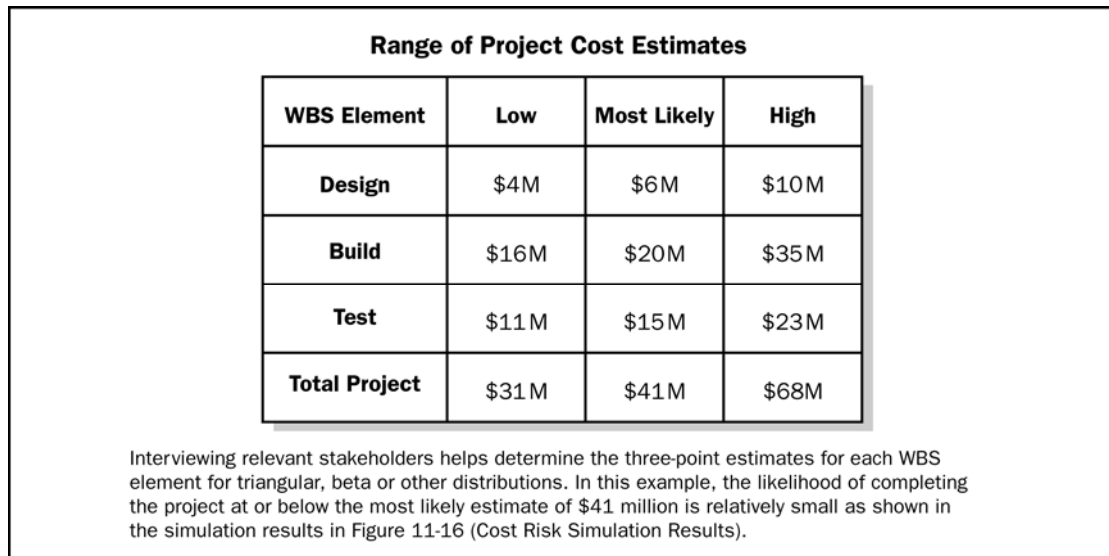 Range of Project Cost Estimates
WBS Element Low Most Likely High
Design $4M $6M $10M
Build $16M $20M $35M
Test $11M $15M $23M
Total Project $31M $41M $68M
Interviewing relevant stakeholders helps determine the three-point estimates for each WBS
element for triangular, beta or other distributions. In this example, the likelihood of completing
the project at or below the most likely estimate of $41 million is relatively small as shown in
the simulation results in Figure 11-16 (Cost Risk Simulation Results).